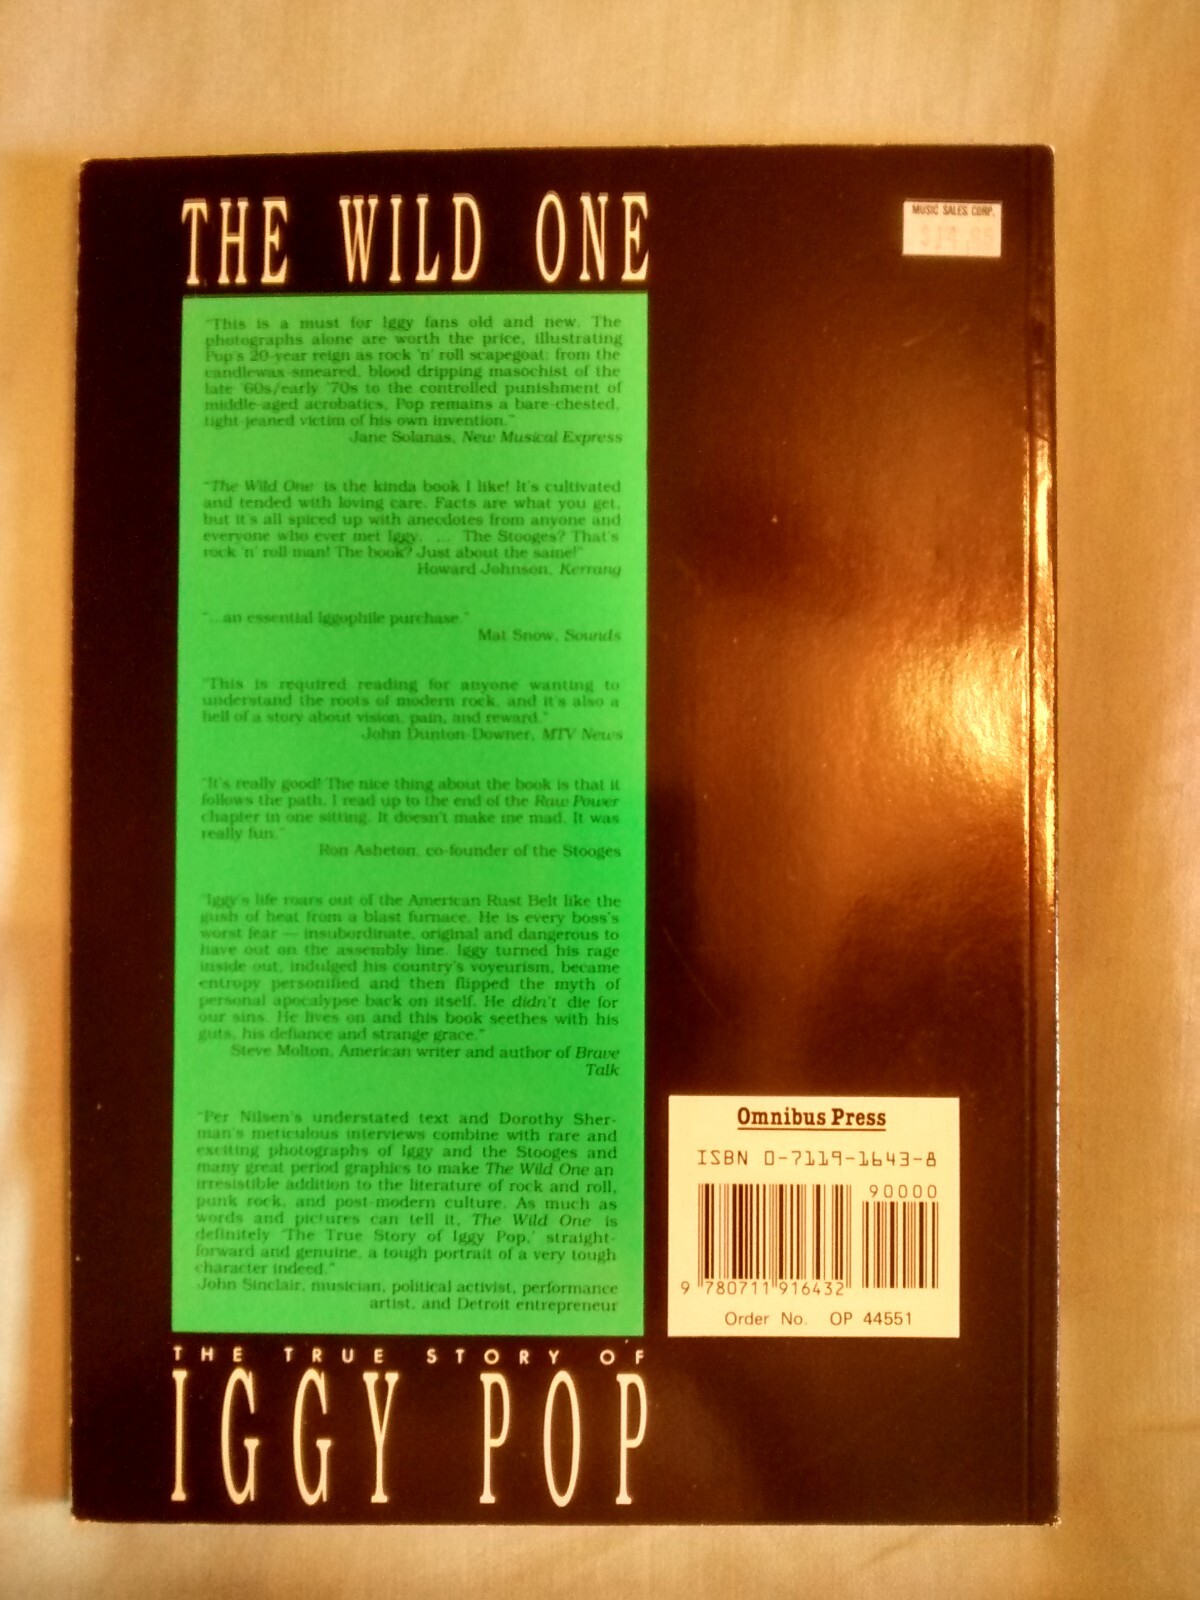 THE WILD ONE
MUSIC SALES CORP.
"This is a must for Iggy fans old and new. The
photographs alone are worth the price, illustrating
Pop's 20-year reign as rock 'n' roll scapegoat: from the
candlewax-smeared, blood dripping masochist of the
late '60s/early '70s to the controlled punishment of
middle-aged acrobatics, Pop remains a bare-chested,
tight-jeaned victim of his own invention."
Jane Solanas, New Musical Express
"The Wild One is the kinda book I like! It's cultivated
and tended with loving care. Facts are what you get,
but it's all spiced up with anecdotes from anyone and
everyone who ever met Iggy. ... The Stooges? That's
rock 'n' roll man! The book? Just about the same!"
Howard Johnson, Kerrang
"...an essential Iggophile purchase."
Mat Snow, Sounds
"This is required reading for anyone wanting to
understand the roots of modern rock, and it's also a
hell of a story about vision, pain, and reward."
John Dunton-Downer, MTV News
"It's really good! The nice thing about the book is that it
follows the path. I read up to the end of the Raw Power
chapter in one sitting. It doesn't make me mad. It was
really fun."
Ron Asheton, co-founder of the Stooges
"Iggy's life roars out of the American Rust Belt like the
gush of heat from a blast furnace. He is every boss's
worst fear — insubordinate, original and dangerous to
have out on the assembly line. Iggy turned his rage
inside out, indulged his country's voyeurism, became
entropy personified and then flipped the myth of
personal apocalypse back on itself. He didn't die for
our sins. He lives on and this book seethes with his
guts, his defiance and strange grace."
Steve Molton, American writer and author of Brave
Talk
"Per Nilsen's understated text and Dorothy Sher-
man's meticulous interviews combine with rare and
exciting photographs of Iggy and the Stooges and
many great period graphics to make The Wild One an
irresistible addition to the literature of rock and roll,
punk rock, and post-modern culture. As much as
words and pictures can tell it, The Wild One is
definitely 'The True Story of Iggy Pop,' straight-
forward and genuine, a tough portrait of a very tough
character indeed."
John Sinclair, musician, political activist, performance
artist, and Detroit entrepreneur
Omnibus Press
ISBN 0-7119-1643-8
90000
9 780711 916432
Order No. OP 44551
THE TRUE STORY OF
IGGY POP